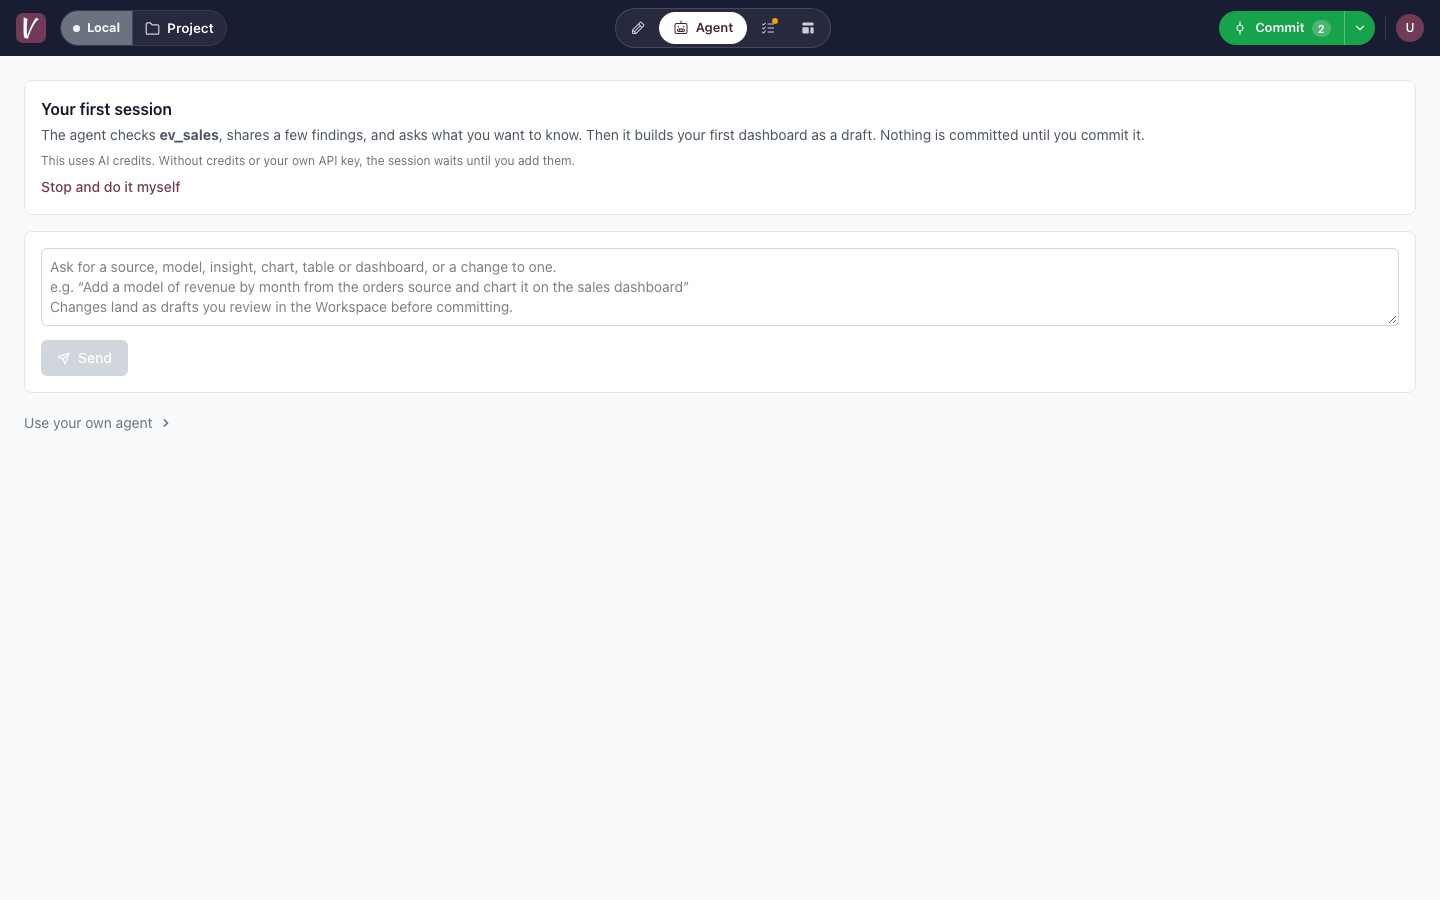 Local
Project
Agent
Commit 2
U
Your first session
The agent checks ev_sales, shares a few findings, and asks what you want to know. Then it builds your first dashboard as a draft. Nothing is committed until you commit it.
This uses AI credits. Without credits or your own API key, the session waits until you add them.
Stop and do it myself
Ask for a source, model, insight, chart, table or dashboard, or a change to one.
e.g. “Add a model of revenue by month from the orders source and chart it on the sales dashboard”
Changes land as drafts you review in the Workspace before committing.
Send
Use your own agent